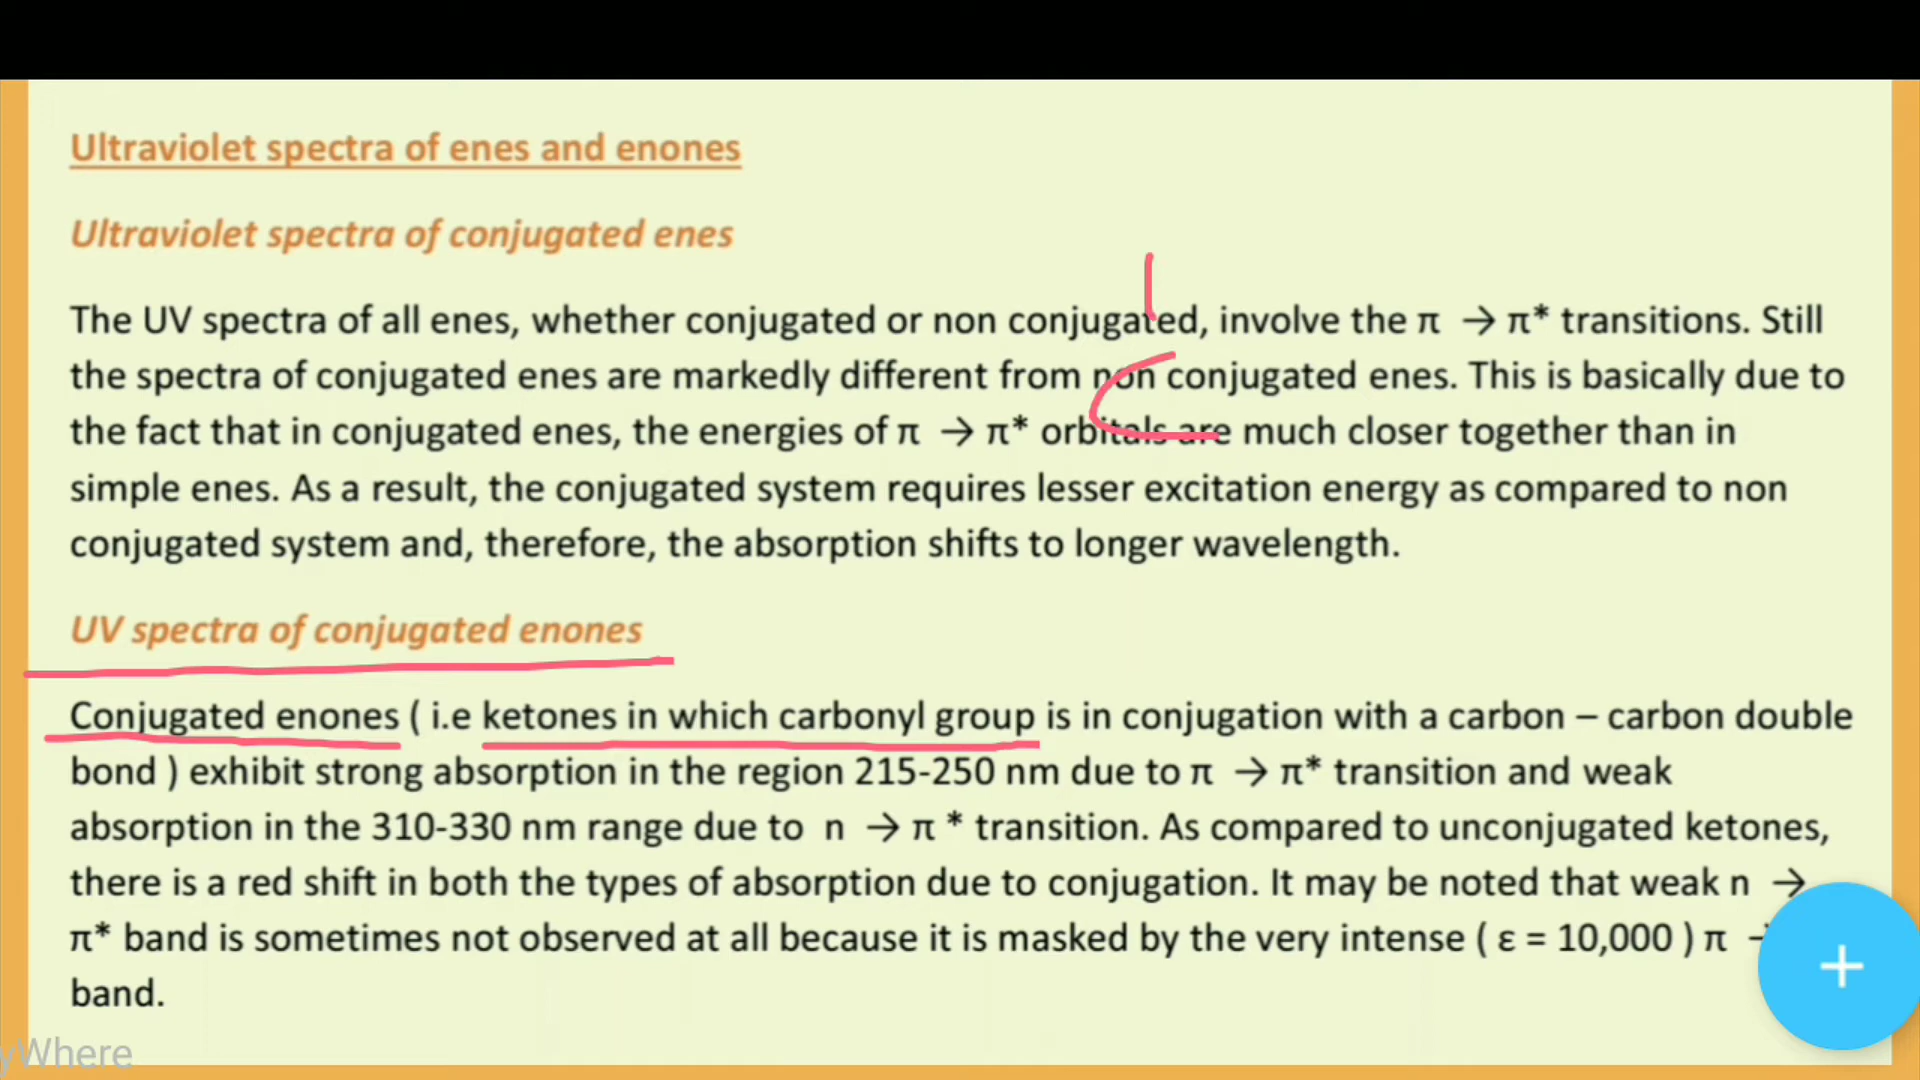 Ultraviolet spectra of enes and enones
Ultraviolet spectra of conjugated enes
The UV spectra of all enes, whether conjugated or non conjugated, involve the π → π* transitions. Still
the spectra of conjugated enes are markedly different from non conjugated enes. This is basically due to
the fact that in conjugated enes, the energies of π → π* orbitals are much closer together than in
simple enes. As a result, the conjugated system requires lesser excitation energy as compared to non
conjugated system and, therefore, the absorption shifts to longer wavelength.
UV spectra of conjugated enones
Conjugated enones ( i.e ketones in which carbonyl group is in conjugation with a carbon – carbon double
bond ) exhibit strong absorption in the region 215-250 nm due to π → π* transition and weak
absorption in the 310-330 nm range due to n → π * transition. As compared to unconjugated ketones,
there is a red shift in both the types of absorption due to conjugation. It may be noted that weak n →
π* band is sometimes not observed at all because it is masked by the very intense ( ε = 10,000 ) π
band.
yWhere